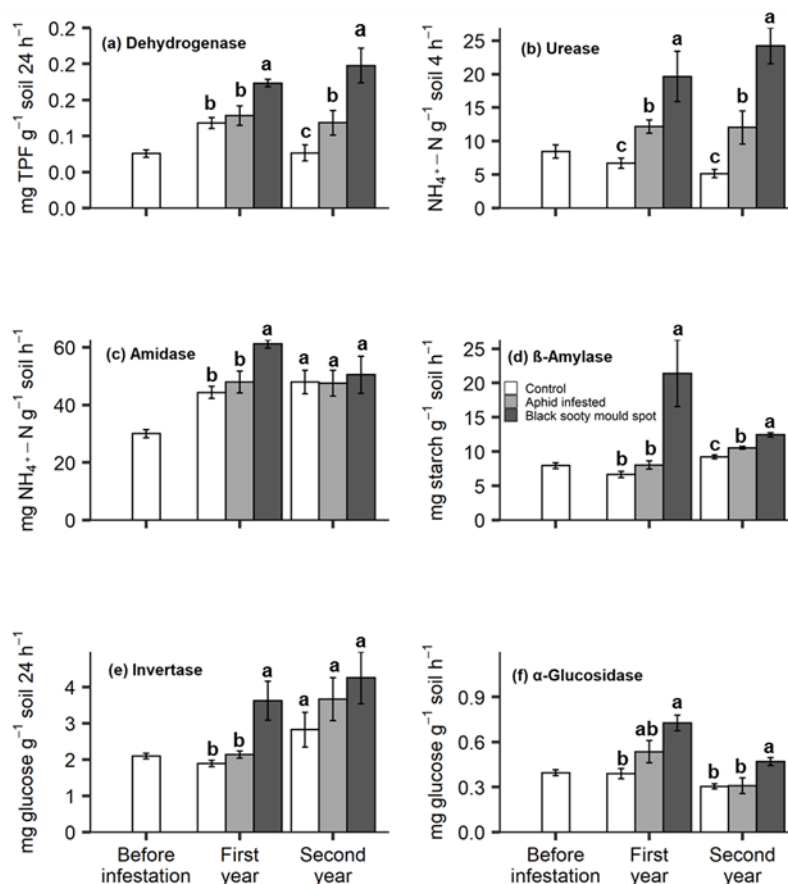 (a) Dehydrogenase
mg TPF g⁻¹ soil 24 h⁻¹
0.2
0.2
0.2
0.1
0.0
0.0
b
b
a
c
b
a
(b) Urease
NH₄⁺–N g⁻¹ soil 4 h⁻¹
25
20
15
10
5
0
c
b
a
c
b
a
(c) Amidase
mg NH₄⁺–N g⁻¹ soil h⁻¹
60
40
20
0
b
b
a
a
a
a
(d) ß-Amylase
Control
Aphid infested
Black sooty mould spot
mg starch g⁻¹ soil h⁻¹
25
20
15
10
5
0
b
b
a
c
b
a
(e) Invertase
mg glucose g⁻¹ soil 24 h⁻¹
4
3
2
1
0
b
b
a
a
a
a
Before
infestation
First
year
Second
year
(f) α-Glucosidase
mg glucose g⁻¹ soil h⁻¹
0.9
0.6
0.3
0.0
b
ab
a
b
b
a
Before
infestation
First
year
Second
year